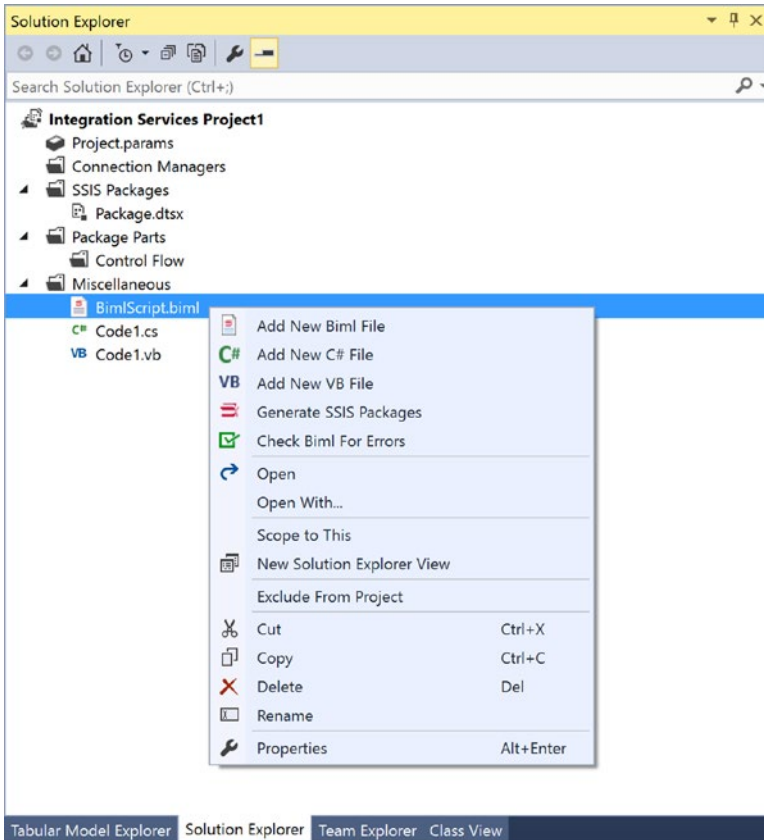 Solution Explorer
Search Solution Explorer (Ctrl+;)
Integration Services Project1
Project.params
Connection Managers
SSIS Packages
Package.dtsx
Package Parts
Control Flow
Miscellaneous
BimlScript.biml
C# Code1.cs
VB Code1.vb
Add New Biml File
C# Add New C# File
VB Add New VB File
Generate SSIS Packages
Check Biml For Errors
Open
Open With...
Scope to This
New Solution Explorer View
Exclude From Project
Cut Ctrl+X
Copy Ctrl+C
Delete Del
Rename
Properties Alt+Enter
Tabular Model Explorer Solution Explorer Team Explorer Class View